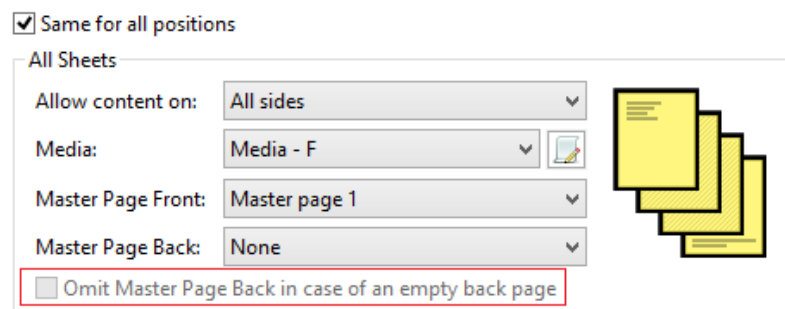 Same for all positions
All Sheets
Allow content on: All sides
Media: Media - F
Master Page Front: Master page 1
Master Page Back: None
Omit Master Page Back in case of an empty back page